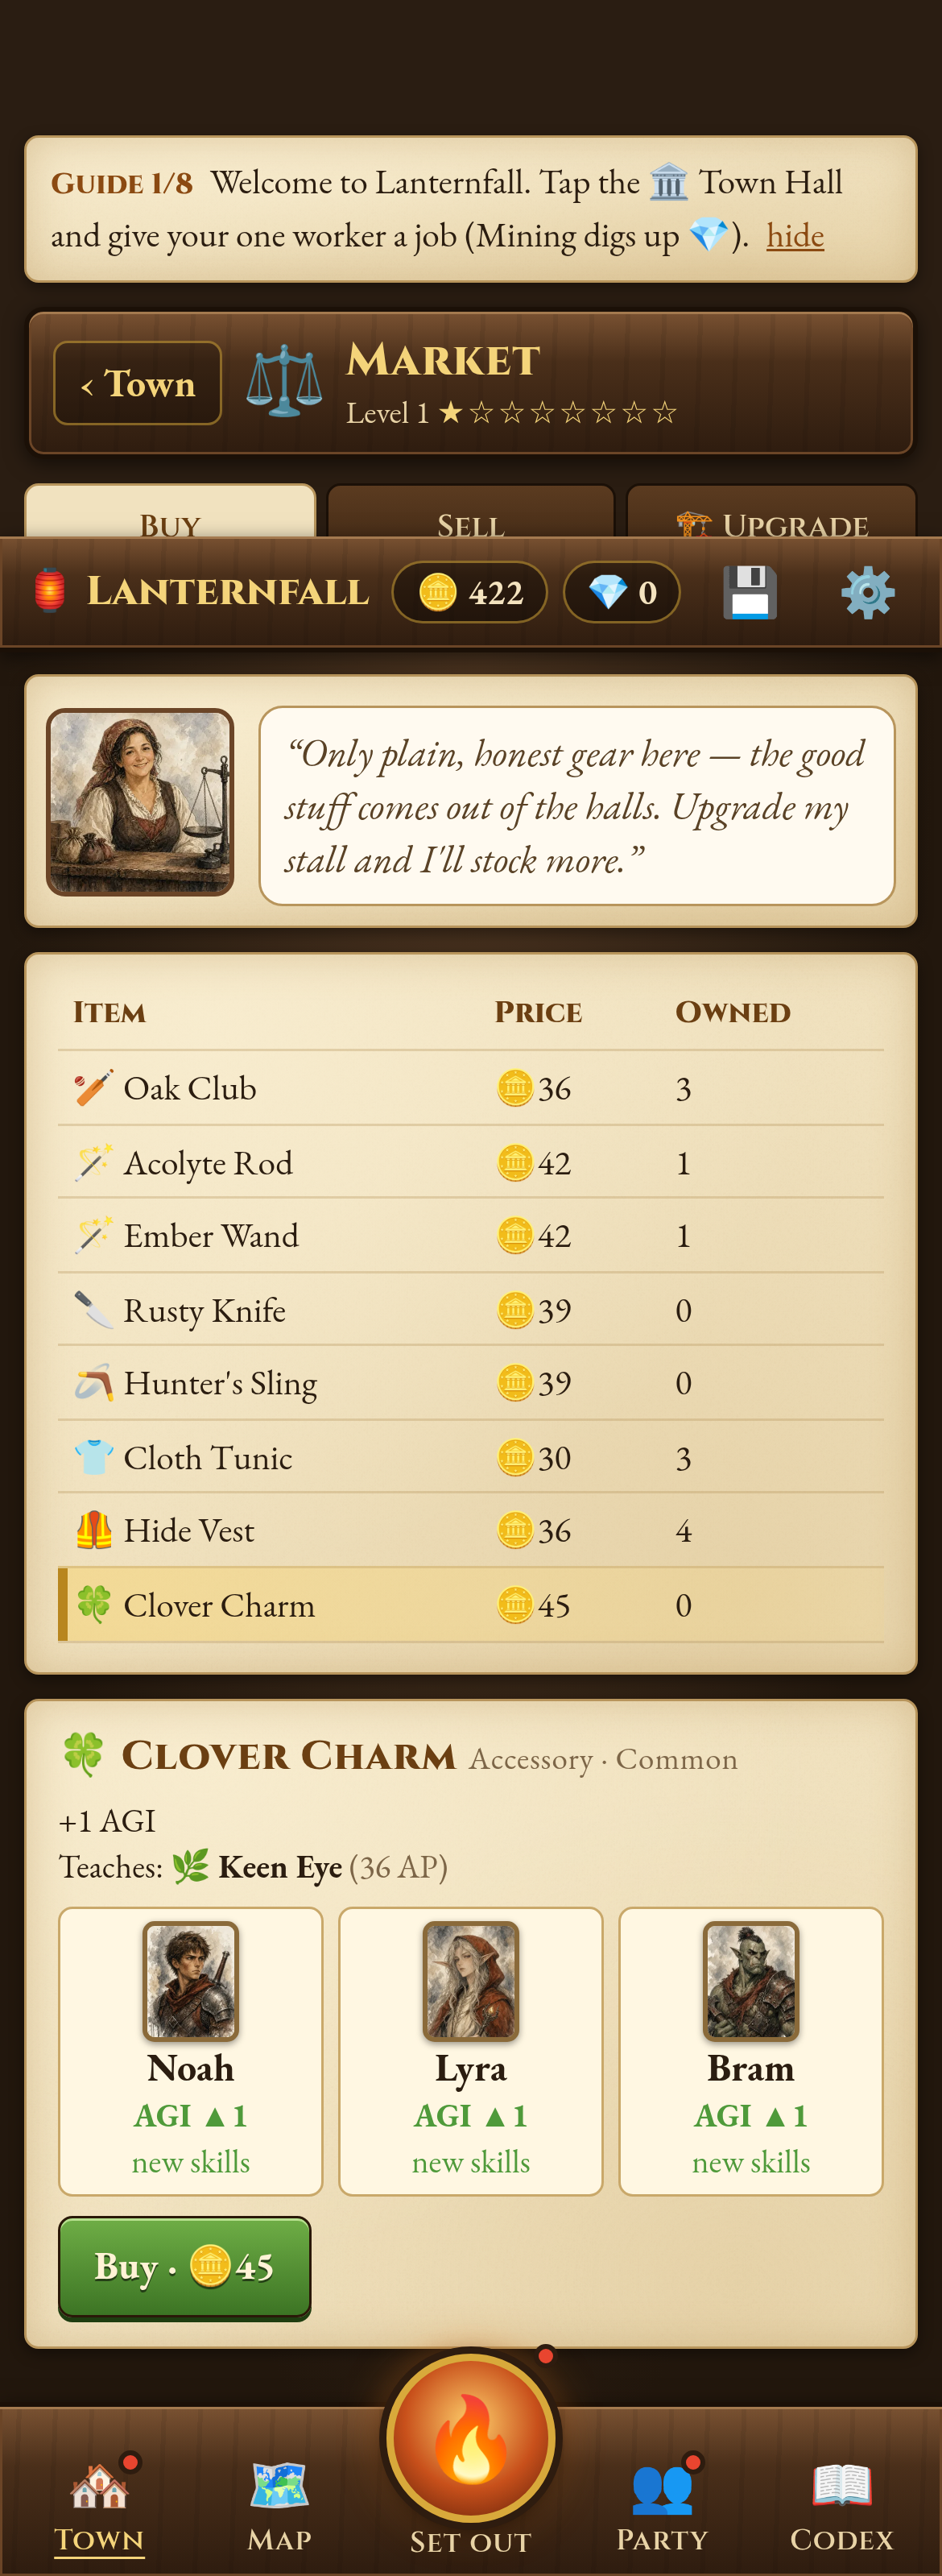 Guide 1/8 Welcome to Lanternfall. Tap the 🏛️ Town Hall
and give your one worker a job (Mining digs up 💎). hide
‹ Town
Market
Level 1 ★☆☆☆☆☆☆☆
Buy
Sell
🏗️ Upgrade
Lanternfall
422
0
“Only plain, honest gear here — the good
stuff comes out of the halls. Upgrade my
stall and I'll stock more.”
Item Price Owned
Oak Club 36 3
Acolyte Rod 42 1
Ember Wand 42 1
Rusty Knife 39 0
Hunter's Sling 39 0
Cloth Tunic 30 3
Hide Vest 36 4
Clover Charm 45 0
Clover Charm Accessory · Common
+1 AGI
Teaches: 🌿 Keen Eye (36 AP)
Noah
AGI ▲1
new skills
Lyra
AGI ▲1
new skills
Bram
AGI ▲1
new skills
Buy · 🪙45
Town
Map
Set out
Party
Codex